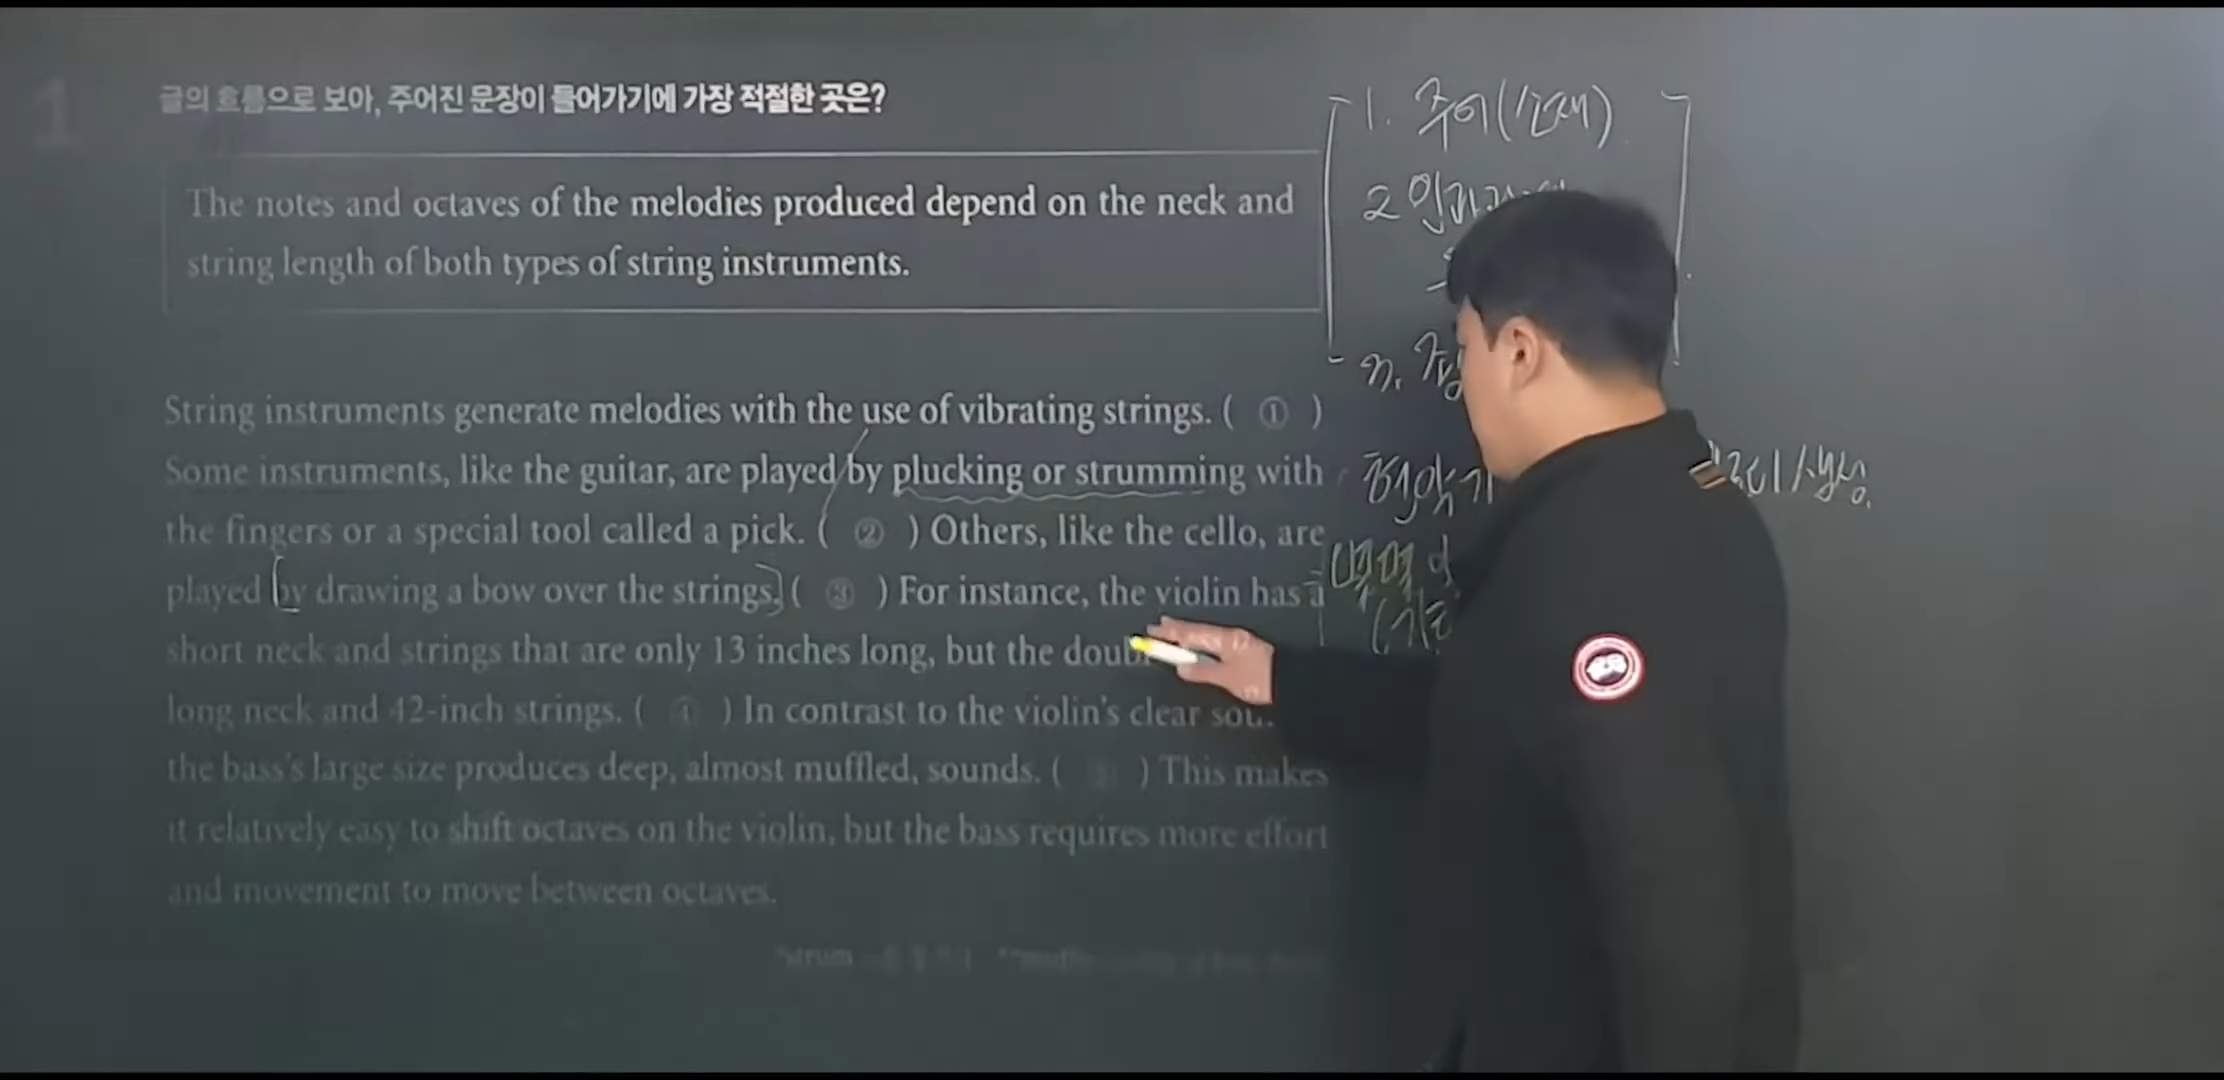 1
글의 흐름으로 보아, 주어진 문장이 들어가기에 가장 적절한 곳은?
The notes and octaves of the melodies produced depend on the neck and
string length of both types of string instruments.
String instruments generate melodies with the use of vibrating strings. ( ① )
Some instruments, like the guitar, are played by plucking or strumming with
the fingers or a special tool called a pick. ( ② ) Others, like the cello, are
played by drawing a bow over the strings. ( ③ ) For instance, the violin has a
short neck and strings that are only 13 inches long, but the
long neck and 42-inch strings. ( ④ ) In contrast to the violin's clear
the bass's large size produces deep, almost muffled, sounds. ( ) This makes
it relatively easy to shift octaves on the violin, but the bass requires more effort
and movement to move between octaves.
*strum
1. 주어
2
현악기